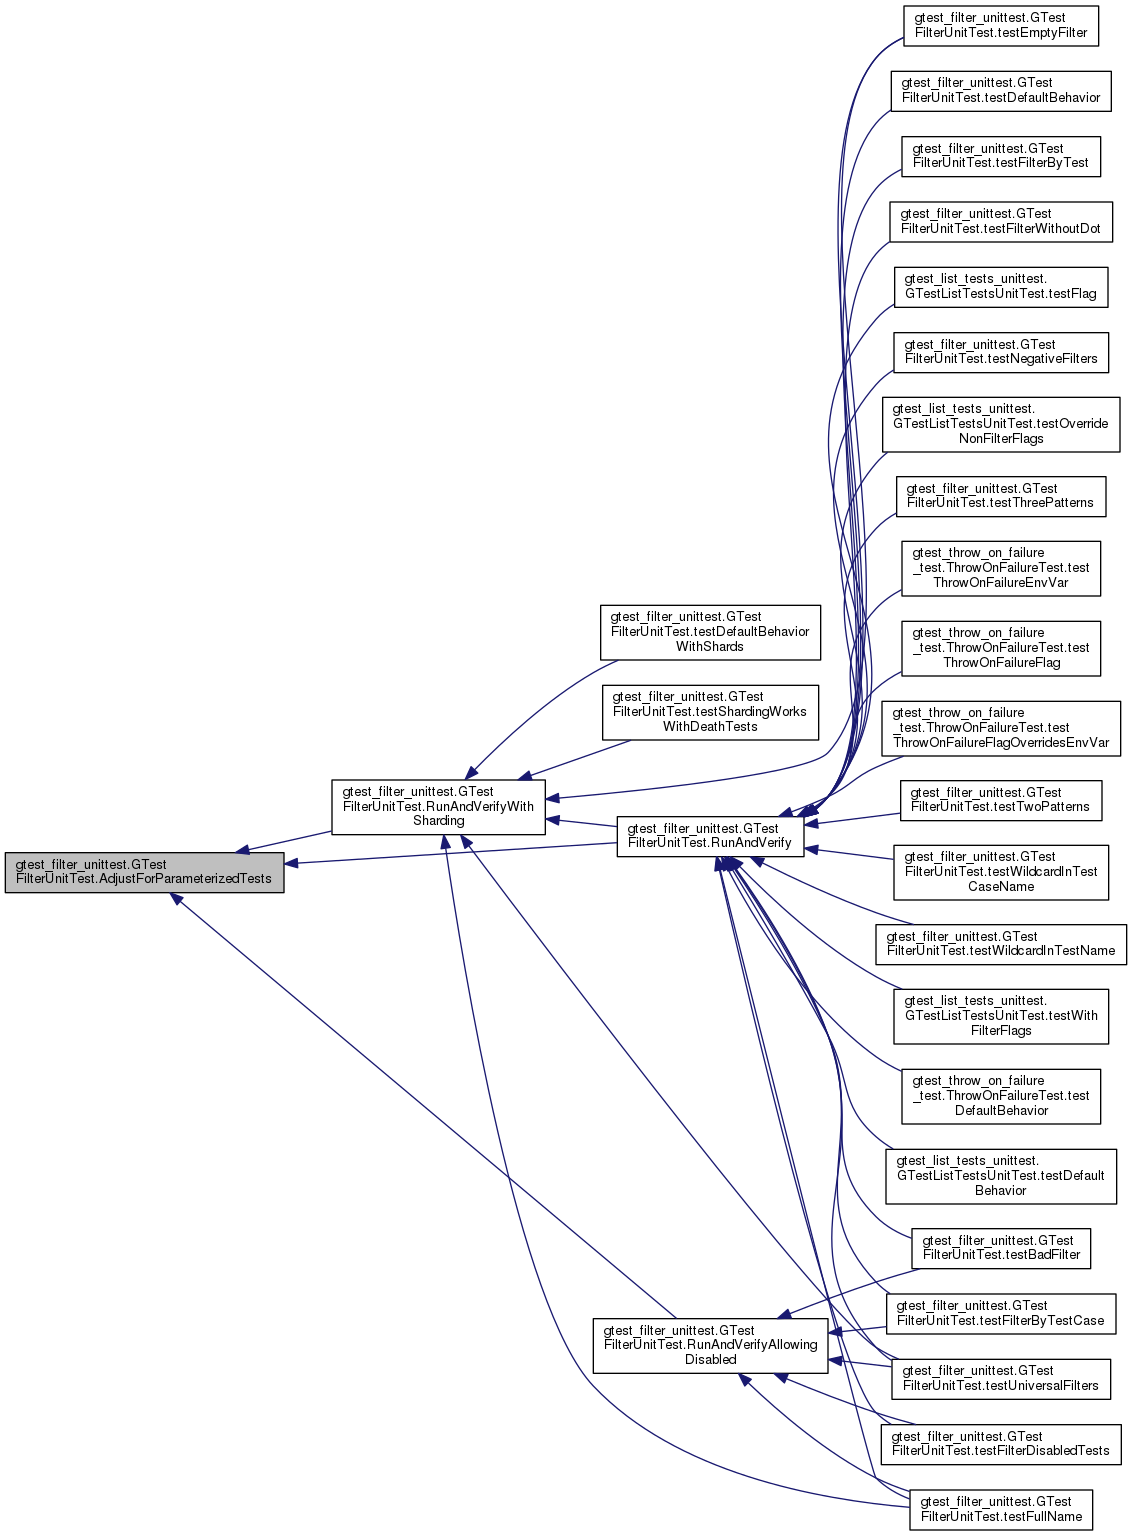 gtest_filter_unittest.GTest
FilterUnitTest.testEmptyFilter
gtest_filter_unittest.GTest
FilterUnitTest.testDefaultBehavior
gtest_filter_unittest.GTest
FilterUnitTest.testFilterByTest
gtest_filter_unittest.GTest
FilterUnitTest.testFilterWithoutDot
gtest_list_tests_unittest.
GTestListTestsUnitTest.testFlag
gtest_filter_unittest.GTest
FilterUnitTest.testNegativeFilters
gtest_list_tests_unittest.
GTestListTestsUnitTest.testOverride
NonFilterFlags
gtest_filter_unittest.GTest
FilterUnitTest.testThreePatterns
gtest_throw_on_failure
_test.ThrowOnFailureTest.test
ThrowOnFailureEnvVar
gtest_filter_unittest.GTest
FilterUnitTest.testDefaultBehavior
WithShards
gtest_throw_on_failure
_test.ThrowOnFailureTest.test
ThrowOnFailureFlag
gtest_filter_unittest.GTest
FilterUnitTest.testShardingWorks
WithDeathTests
gtest_throw_on_failure
_test.ThrowOnFailureTest.test
ThrowOnFailureFlagOverridesEnvVar
gtest_filter_unittest.GTest
FilterUnitTest.RunAndVerifyWith
Sharding
gtest_filter_unittest.GTest
FilterUnitTest.testTwoPatterns
gtest_filter_unittest.GTest
FilterUnitTest.RunAndVerify
gtest_filter_unittest.GTest
FilterUnitTest.AdjustForParameterizedTests
gtest_filter_unittest.GTest
FilterUnitTest.testWildcardInTest
CaseName
gtest_filter_unittest.GTest
FilterUnitTest.testWildcardInTestName
gtest_list_tests_unittest.
GTestListTestsUnitTest.testWith
FilterFlags
gtest_throw_on_failure
_test.ThrowOnFailureTest.test
DefaultBehavior
gtest_list_tests_unittest.
GTestListTestsUnitTest.testDefault
Behavior
gtest_filter_unittest.GTest
FilterUnitTest.testBadFilter
gtest_filter_unittest.GTest
FilterUnitTest.testFilterByTestCase
gtest_filter_unittest.GTest
FilterUnitTest.RunAndVerifyAllowing
Disabled
gtest_filter_unittest.GTest
FilterUnitTest.testUniversalFilters
gtest_filter_unittest.GTest
FilterUnitTest.testFilterDisabledTests
gtest_filter_unittest.GTest
FilterUnitTest.testFullName